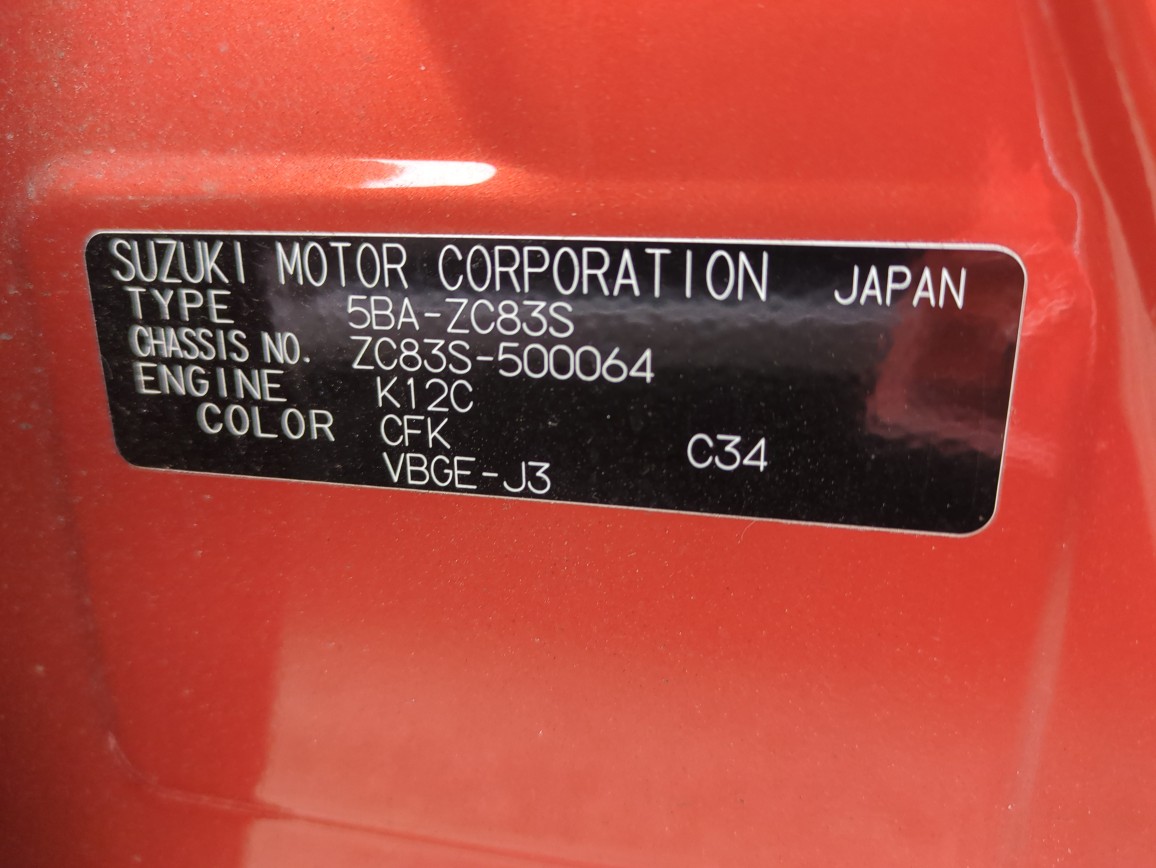 SUZUKI MOTOR CORPORATION JAPAN
TYPE 5BA-ZC83S
CHASSIS NO. ZC83S-500064
ENGINE K12C
COLOR CFK C34
VBGE-J3